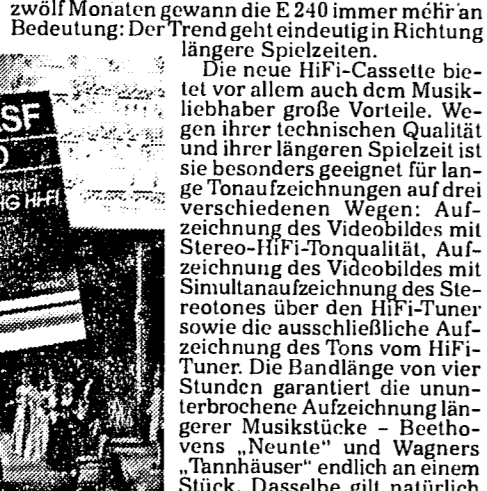 zwölf Monaten gewann die E 240 immer mehr an
Bedeutung: Der Trend geht eindeutig in Richtung
längere Spielzeiten.
Die neue HiFi-Cassette bie-
tet vor allem auch dem Musik-
liebhaber große Vorteile. We-
gen ihrer technischen Qualität
und ihrer längeren Spielzeit ist
sie besonders geeignet für lan-
ge Tonaufzeichnungen auf drei
verschiedenen Wegen: Auf-
zeichnung des Videobildes mit
Stereo-HiFi-Tonqualität, Auf-
zeichnung des Videobildes mit
Simultanaufzeichnung des Ste-
reotones über den HiFi-Tuner
sowie die ausschließliche Auf-
zeichnung des Tons vom HiFi-
Tuner. Die Bandlänge von vier
Stunden garantiert die unun-
terbrochene Aufzeichnung län-
gerer Musikstücke – Beetho-
vens „Neunte" und Wagners
„Tannhäuser" endlich an einem
Stück. Dasselbe gilt natürlich
SF
HG HiFi